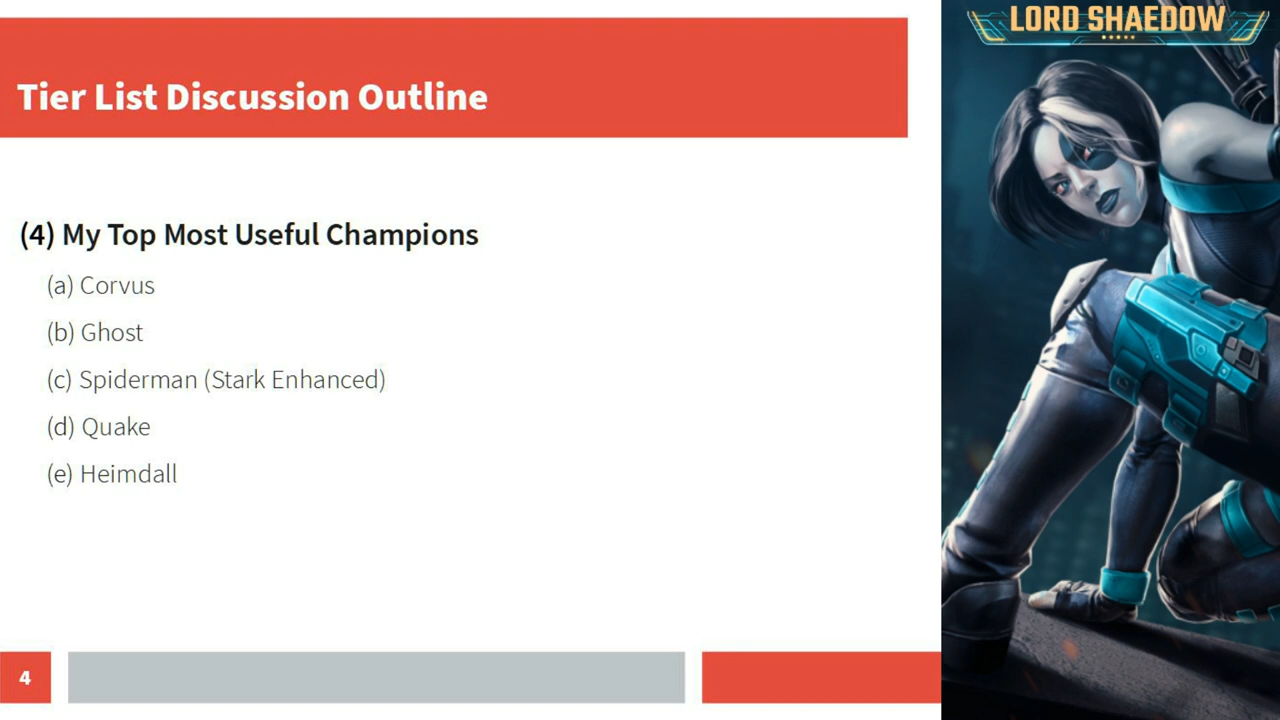 Tier List Discussion Outline
(4) My Top Most Useful Champions
(a) Corvus
(b) Ghost
(c) Spiderman (Stark Enhanced)
(d) Quake
(e) Heimdall
4
LORD SHAEDOW